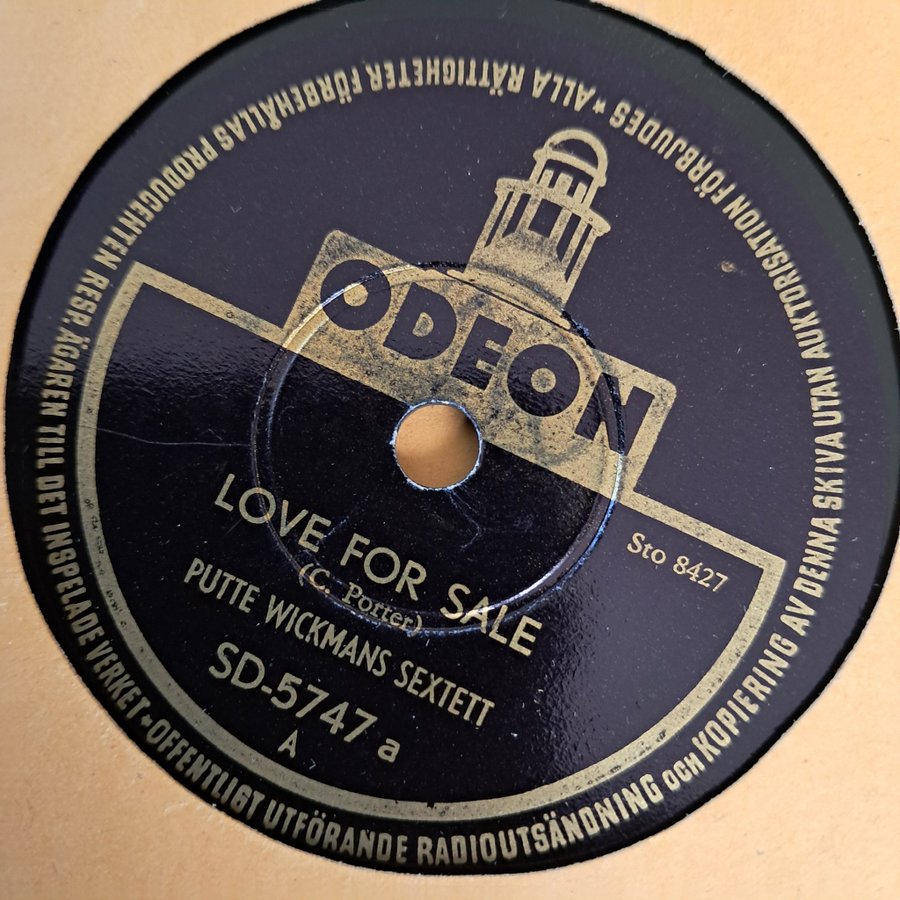 ODEON
Sto 8427
LOVE FOR SALE
(C. Porter)
PUTTE WICKMANS SEXTETT
SD-5747 a
A
ALLA RÄTTIGHETER FÖRBEHÅLLAS PRODUCENTEN RESP. ÄGAREN TILL DET INSPELADE VERKET • OFFENTLIGT UTFÖRANDE RADIOUTSÄNDNING OCH KOPIERING AV DENNA SKIVA UTAN AUKTORISATION FÖRBJUDES •